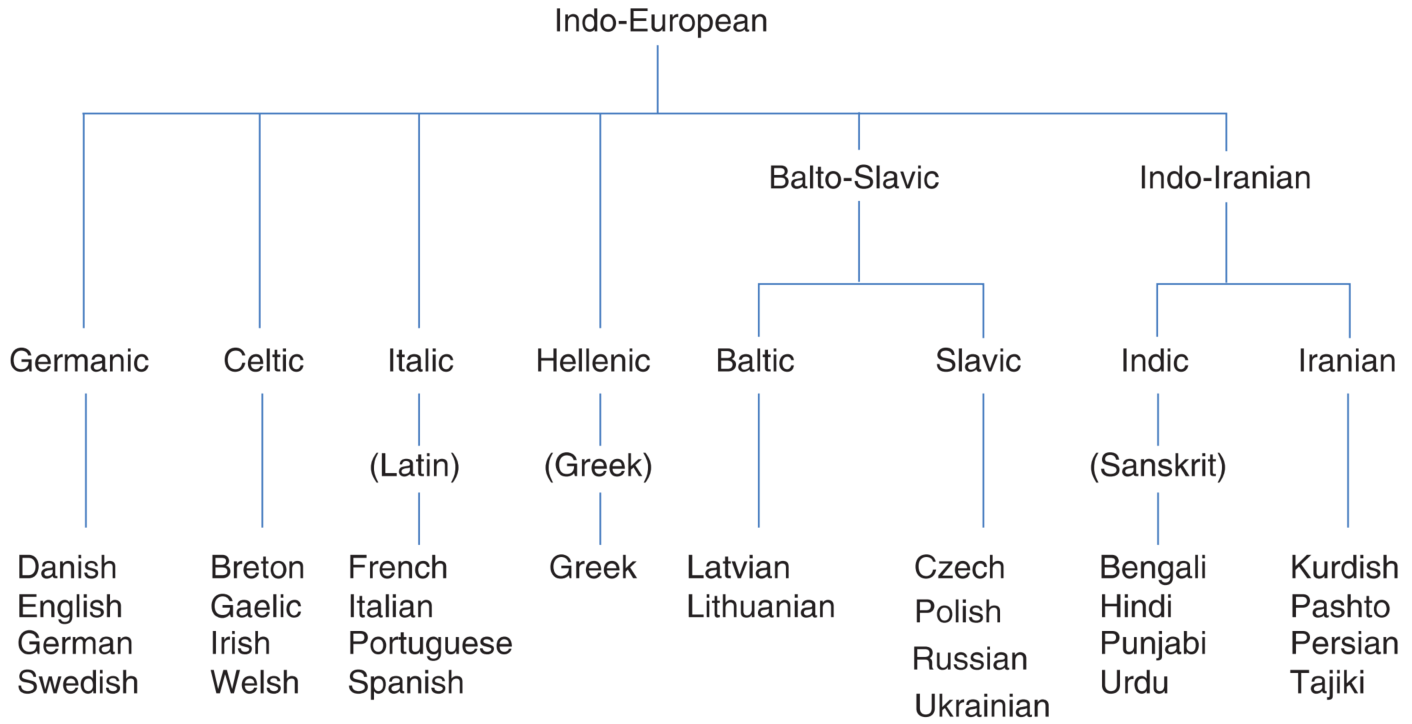 Indo-European
Balto-Slavic Indo-Iranian
Germanic Celtic Italic Hellenic Baltic Slavic Indic Iranian
(Latin) (Greek) (Sanskrit)
Danish Breton French Greek Latvian Czech Bengali Kurdish
English Gaelic Italian Lithuanian Polish Hindi Pashto
German Irish Portuguese Russian Punjabi Persian
Swedish Welsh Spanish Ukrainian Urdu Tajiki